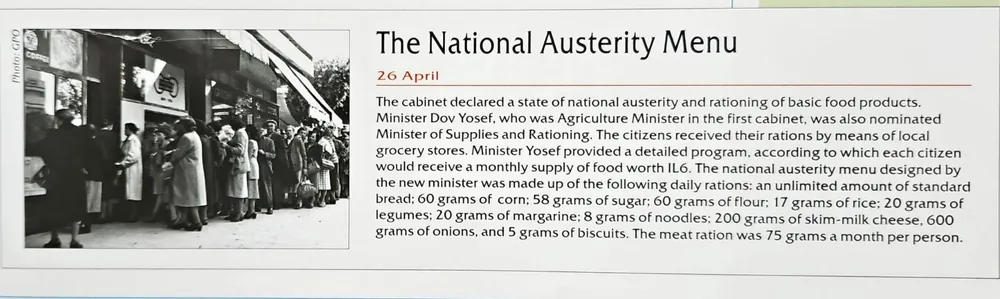 Photo: GPO
The National Austerity Menu
26 April
The cabinet declared a state of national austerity and rationing of basic food products.
Minister Dov Yosef, who was Agriculture Minister in the first cabinet, was also nominated
Minister of Supplies and Rationing. The citizens received their rations by means of local
grocery stores. Minister Yosef provided a detailed program, according to which each citizen
would receive a monthly supply of food worth IL6. The national austerity menu designed by
the new minister was made up of the following daily rations: an unlimited amount of standard
bread; 60 grams of corn; 58 grams of sugar; 60 grams of flour; 17 grams of rice; 20 grams of
legumes; 20 grams of margarine; 8 grams of noodles; 200 grams of skim-milk cheese, 600
grams of onions, and 5 grams of biscuits. The meat ration was 75 grams a month per person.